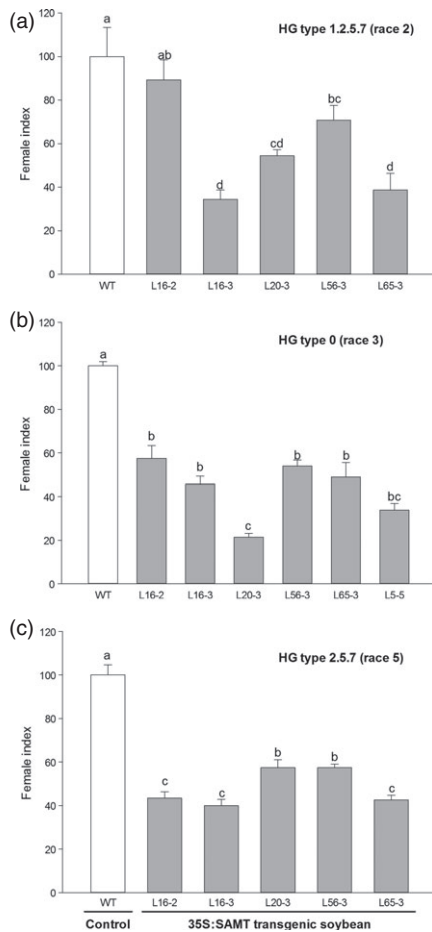 (a)
HG type 1.2.5.7 (race 2)
Female index
120
100
80
60
40
20
0
a
ab
d
cd
bc
d
WT L16-2 L16-3 L20-3 L56-3 L65-3
(b)
HG type 0 (race 3)
Female index
120
100
80
60
40
20
0
a
b
b
c
b
b
bc
WT L16-2 L16-3 L20-3 L56-3 L65-3 L5-5
(c)
HG type 2.5.7 (race 5)
Female index
120
100
80
60
40
20
0
a
c
c
b
b
c
WT L16-2 L16-3 L20-3 L56-3 L65-3
Control 35S:SAMT transgenic soybean